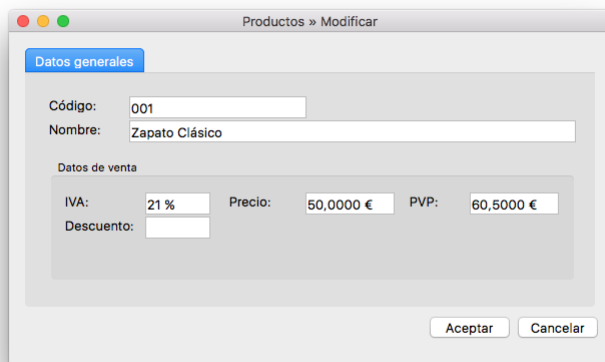 Productos » Modificar
Datos generales
Código: 001
Nombre: Zapato Clásico
Datos de venta
IVA: 21 % Precio: 50,0000 € PVP: 60,5000 €
Descuento:
Aceptar Cancelar